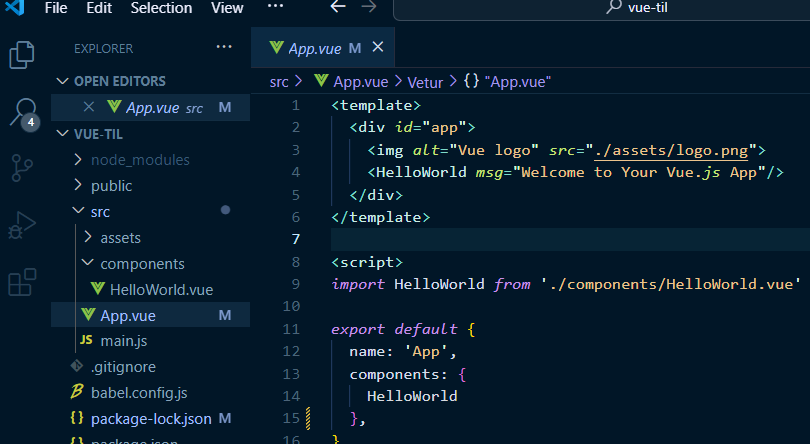 File Edit Selection View ... vue-til
EXPLORER ...
App.vue M
OPEN EDITORS
App.vue src M
4
VUE-TIL
node_modules
public
src
assets
components
HelloWorld.vue
App.vue M
JS main.js
.gitignore
babel.config.js
{} package-lock.json M
package.json
src > App.vue > Vetur > {} "App.vue"
1 <template>
2 <div id="app">
3 <img alt="Vue logo" src="./assets/logo.png">
4 <HelloWorld msg="Welcome to Your Vue.js App"/>
5 </div>
6 </template>
7
8 <script>
9 import HelloWorld from './components/HelloWorld.vue'
10
11 export default {
12 name: 'App',
13 components: {
14 HelloWorld
15 },
16 }